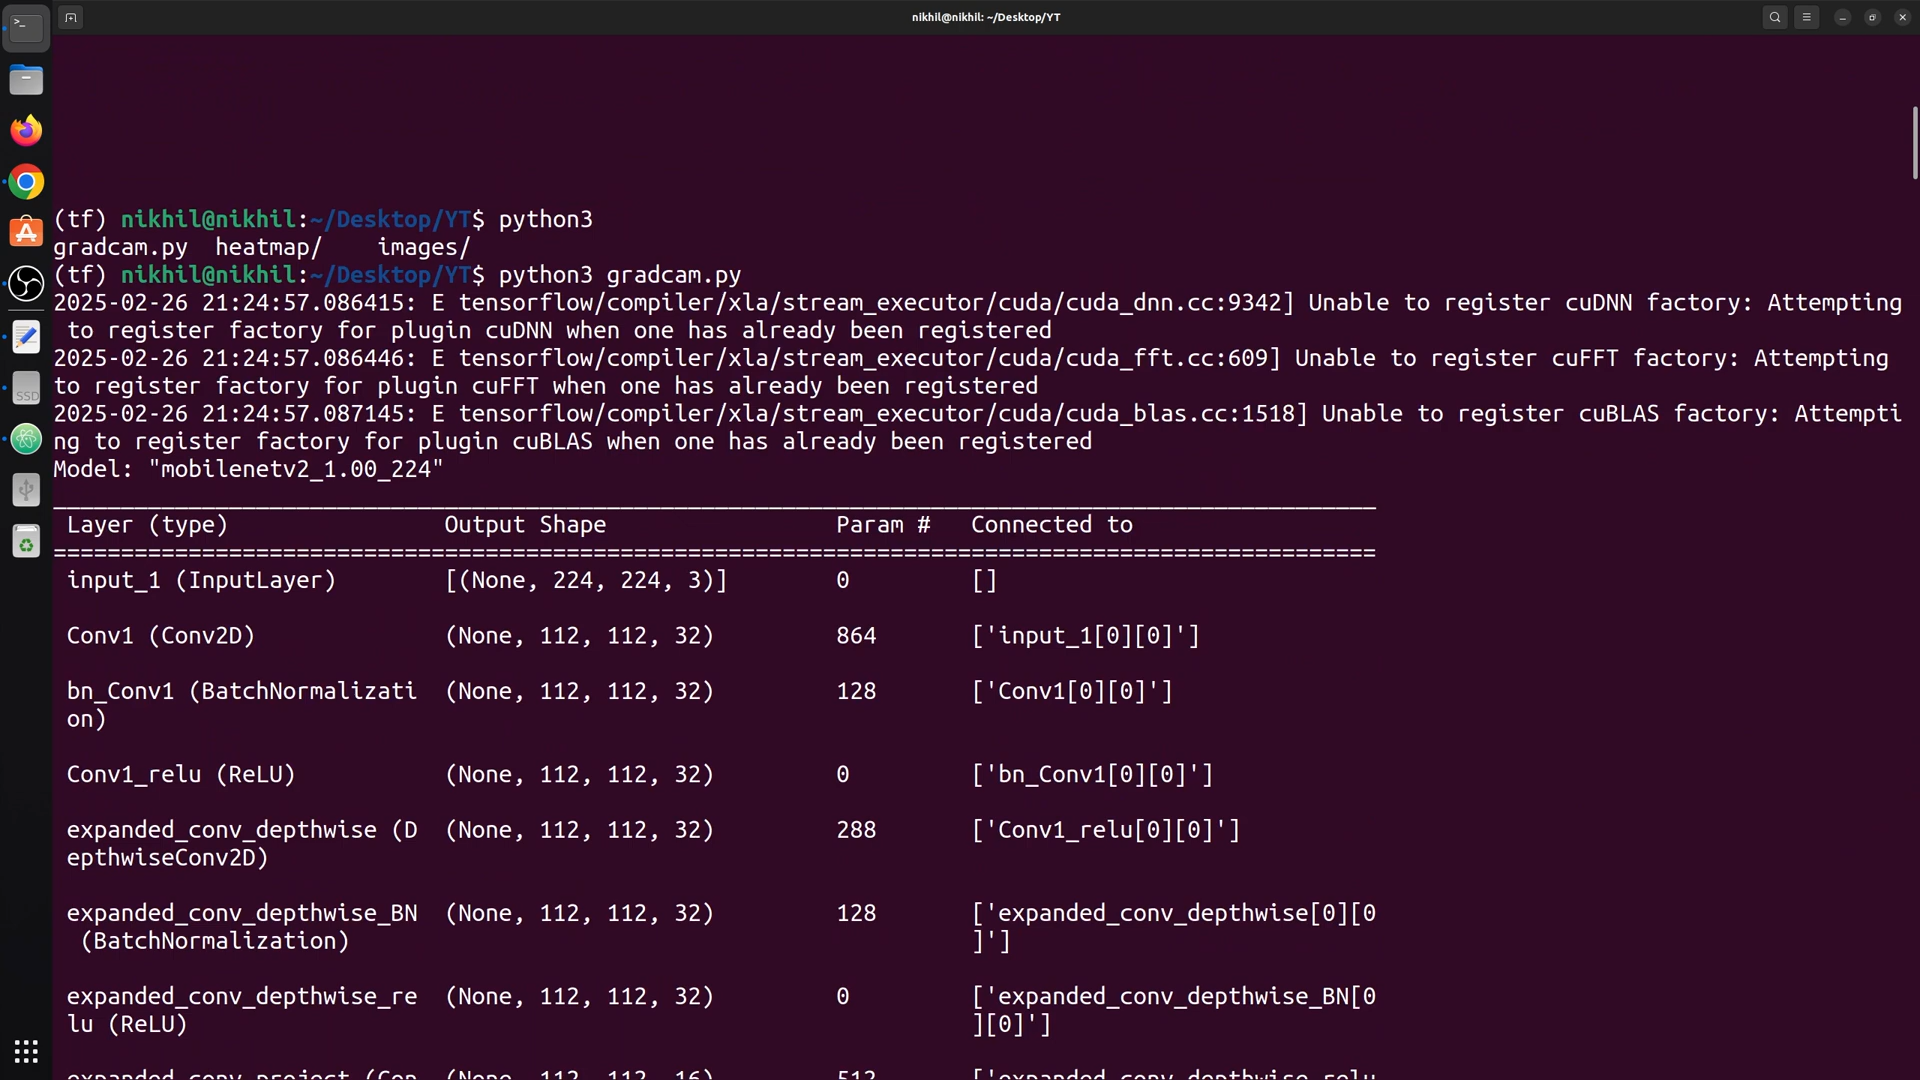 nikhil@nikhil: ~/Desktop/YT
(tf) nikhil@nikhil:~/Desktop/YT$ python3
gradcam.py  heatmap/    images/
(tf) nikhil@nikhil:~/Desktop/YT$ python3 gradcam.py
2025-02-26 21:24:57.086415: E tensorflow/compiler/xla/stream_executor/cuda/cuda_dnn.cc:9342] Unable to register cuDNN factory: Attempting
to register factory for plugin cuDNN when one has already been registered
2025-02-26 21:24:57.086446: E tensorflow/compiler/xla/stream_executor/cuda/cuda_fft.cc:609] Unable to register cuFFT factory: Attempting
to register factory for plugin cuFFT when one has already been registered
2025-02-26 21:24:57.087145: E tensorflow/compiler/xla/stream_executor/cuda/cuda_blas.cc:1518] Unable to register cuBLAS factory: Attempti
ng to register factory for plugin cuBLAS when one has already been registered
Model: "mobilenetv2_1.00_224"
Layer (type)  Output Shape  Param #  Connected to
input_1 (InputLayer)  [(None, 224, 224, 3)]  0  []
Conv1 (Conv2D)  (None, 112, 112, 32)  864  ['input_1[0][0]']
bn_Conv1 (BatchNormalizati  (None, 112, 112, 32)  128  ['Conv1[0][0]']
on)
Conv1_relu (ReLU)  (None, 112, 112, 32)  0  ['bn_Conv1[0][0]']
expanded_conv_depthwise (D  (None, 112, 112, 32)  288  ['Conv1_relu[0][0]']
epthwiseConv2D)
expanded_conv_depthwise_BN  (None, 112, 112, 32)  128  ['expanded_conv_depthwise[0][0
(BatchNormalization)  ]']
expanded_conv_depthwise_re  (None, 112, 112, 32)  0  ['expanded_conv_depthwise_BN[0
lu (ReLU)  ][0]']
expanded_conv_project (Con  (None, 112, 112, 16)  512  ['expanded_conv_depthwise_relu
SSD